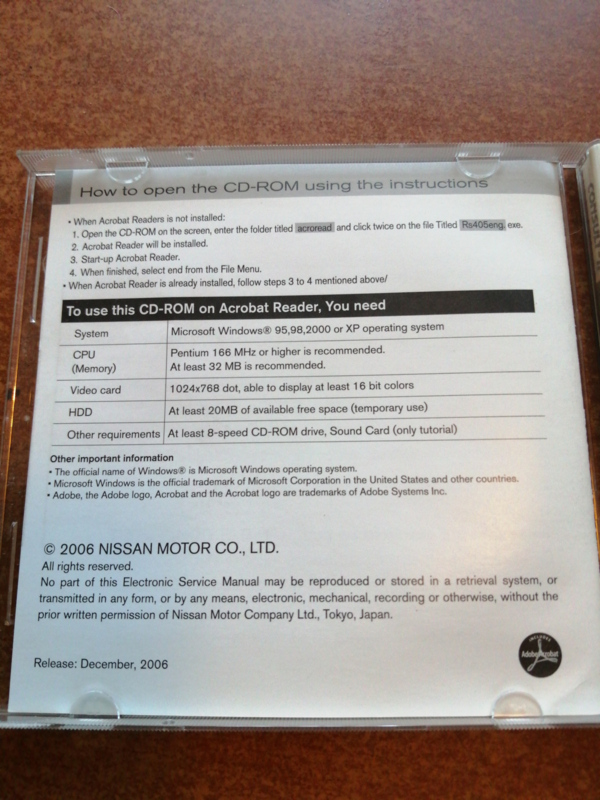 How to open the CD-ROM using the instructions
• When Acrobat Readers is not installed:
1. Open the CD-ROM on the screen, enter the folder titled acroread and click twice on the file Titled Rs405eng.exe.
2. Acrobat Reader will be installed.
3. Start-up Acrobat Reader.
4. When finished, select end from the File Menu.
• When Acrobat Reader is already installed, follow steps 3 to 4 mentioned above/
To use this CD-ROM on Acrobat Reader, You need
System Microsoft Windows® 95,98,2000 or XP operating system
CPU Pentium 166 MHz or higher is recommended.
(Memory) At least 32 MB is recommended.
Video card 1024x768 dot, able to display at least 16 bit colors
HDD At least 20MB of available free space (temporary use)
Other requirements At least 8-speed CD-ROM drive, Sound Card (only tutorial)
Other important information
• The official name of Windows® is Microsoft Windows operating system.
• Microsoft Windows is the official trademark of Microsoft Corporation in the United States and other countries.
• Adobe, the Adobe logo, Acrobat and the Acrobat logo are trademarks of Adobe Systems Inc.
© 2006 NISSAN MOTOR CO., LTD.
All rights reserved.
No part of this Electronic Service Manual may be reproduced or stored in a retrieval system, or
transmitted in any form, or by any means, electronic, mechanical, recording or otherwise, without the
prior written permission of Nissan Motor Company Ltd., Tokyo, Japan.
Release: December, 2006
INCLUDES
Adobe Acrobat